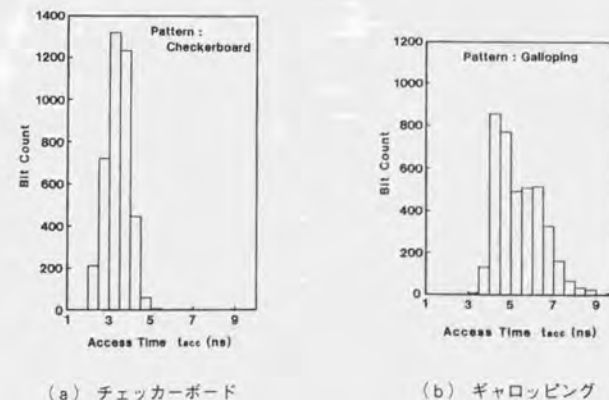 Pattern :
Checkerboard
Bit Count
1400
1200
1000
800
600
400
200
0
1 3 5 7 9
Access Time tacc (ns)
(a) チェッカーボード
Pattern : Galloping
Bit Count
1200
1000
800
600
400
200
0
1 3 5 7 9
Access Time tacc (ns)
(b) ギャロッピング